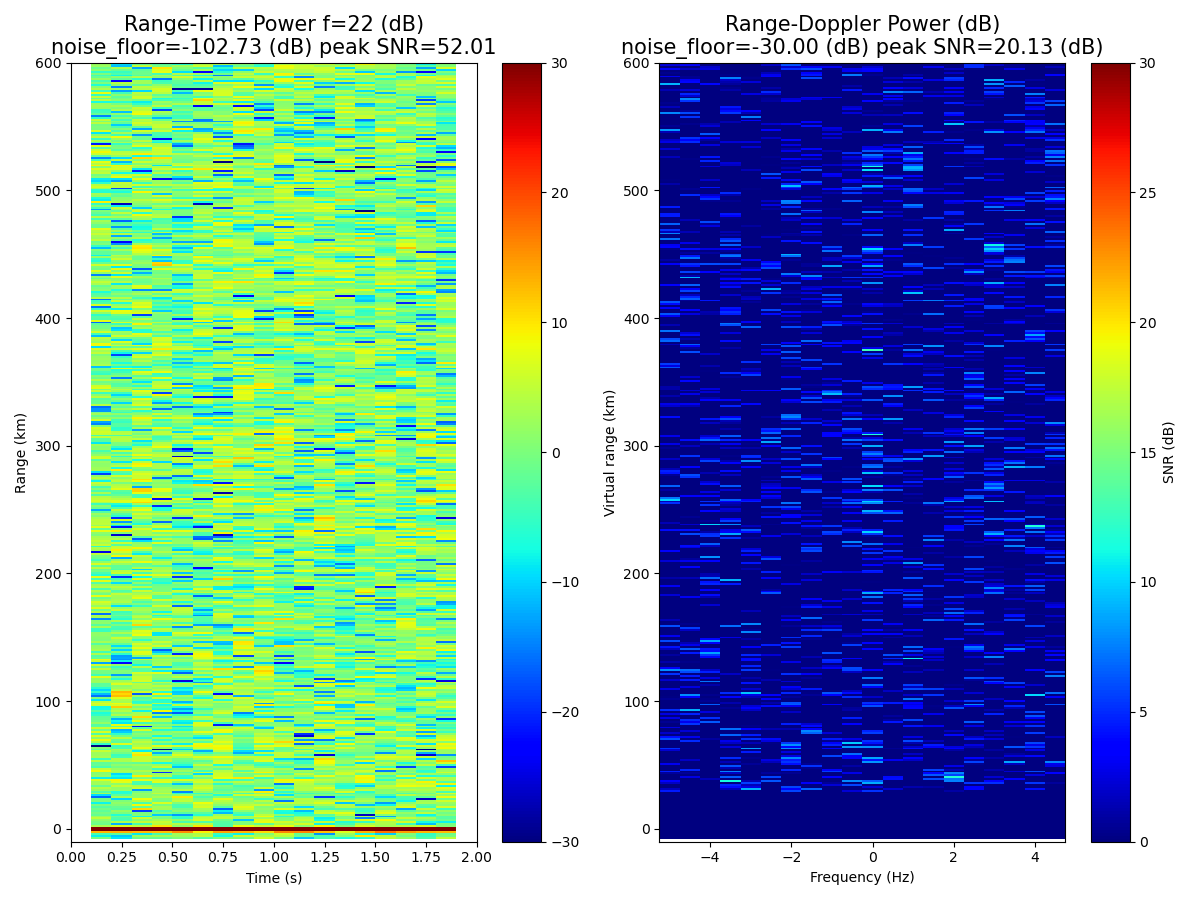 Range-Time Power f=22 (dB)
noise_floor=-102.73 (dB) peak SNR=52.01
600
500
400
300
200
100
0
Range (km)
0.00 0.25 0.50 0.75 1.00 1.25 1.50 1.75 2.00
Time (s)
30
20
10
0
−10
−20
−30
Range-Doppler Power (dB)
noise_floor=-30.00 (dB) peak SNR=20.13 (dB)
600
500
400
300
200
100
0
Virtual range (km)
−4 −2 0 2 4
Frequency (Hz)
30
25
20
15
10
5
0
SNR (dB)